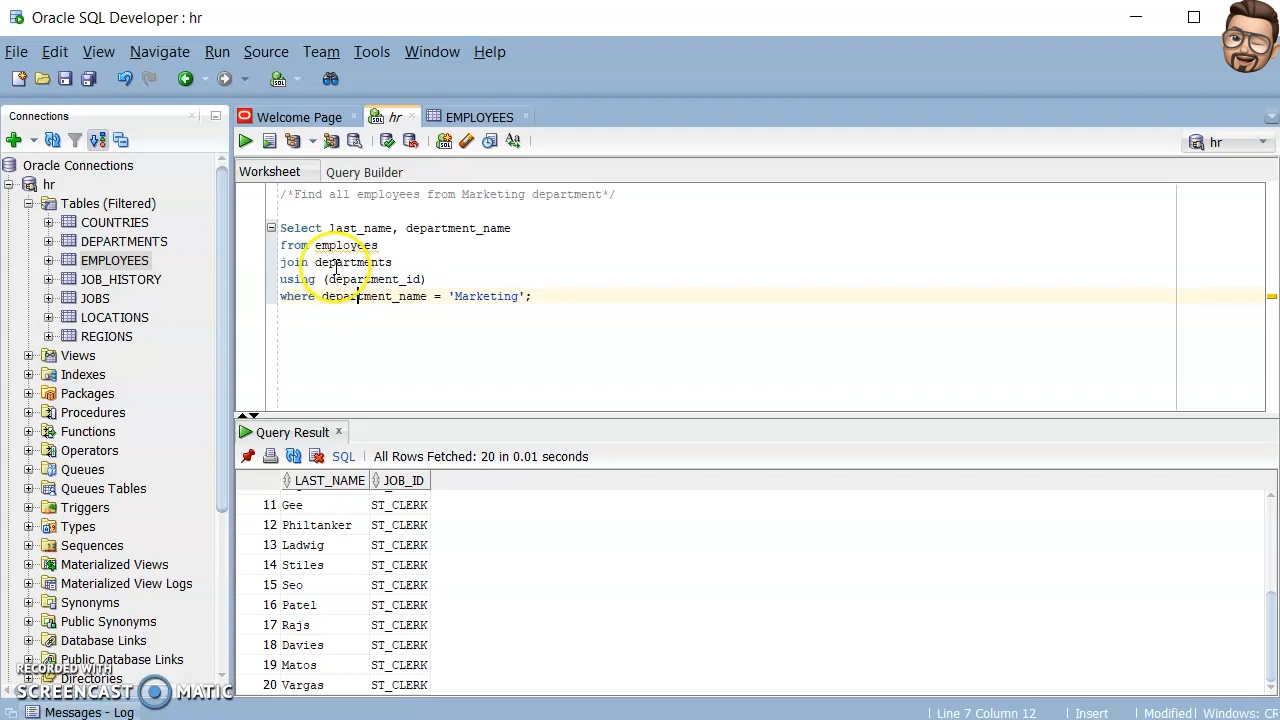 Oracle SQL Developer : hr
File Edit View Navigate Run Source Team Tools Window Help
Connections
Welcome Page
hr
EMPLOYEES
hr
Worksheet
Query Builder
Oracle Connections
hr
Tables (Filtered)
COUNTRIES
DEPARTMENTS
EMPLOYEES
JOB_HISTORY
JOBS
LOCATIONS
REGIONS
Views
Indexes
Packages
Procedures
Functions
Operators
Queues
Queues Tables
Triggers
Types
Sequences
Materialized Views
Materialized View Logs
Synonyms
Public Synonyms
Database Links
Public Database Links
Directories
/*Find all employees from Marketing department*/
Select last_name, department_name
from employees
join departments
using (department_id)
where department_name = 'Marketing';
Query Result
SQL | All Rows Fetched: 20 in 0.01 seconds
LAST_NAME JOB_ID
11 Gee ST_CLERK
12 Philtanker ST_CLERK
13 Ladwig ST_CLERK
14 Stiles ST_CLERK
15 Seo ST_CLERK
16 Patel ST_CLERK
17 Rajs ST_CLERK
18 Davies ST_CLERK
19 Matos ST_CLERK
20 Vargas ST_CLERK
RECORDED WITH
SCREENCAST MATIC
Messages - Log
Line 7 Column 12 | Insert | Modified | Windows: CR